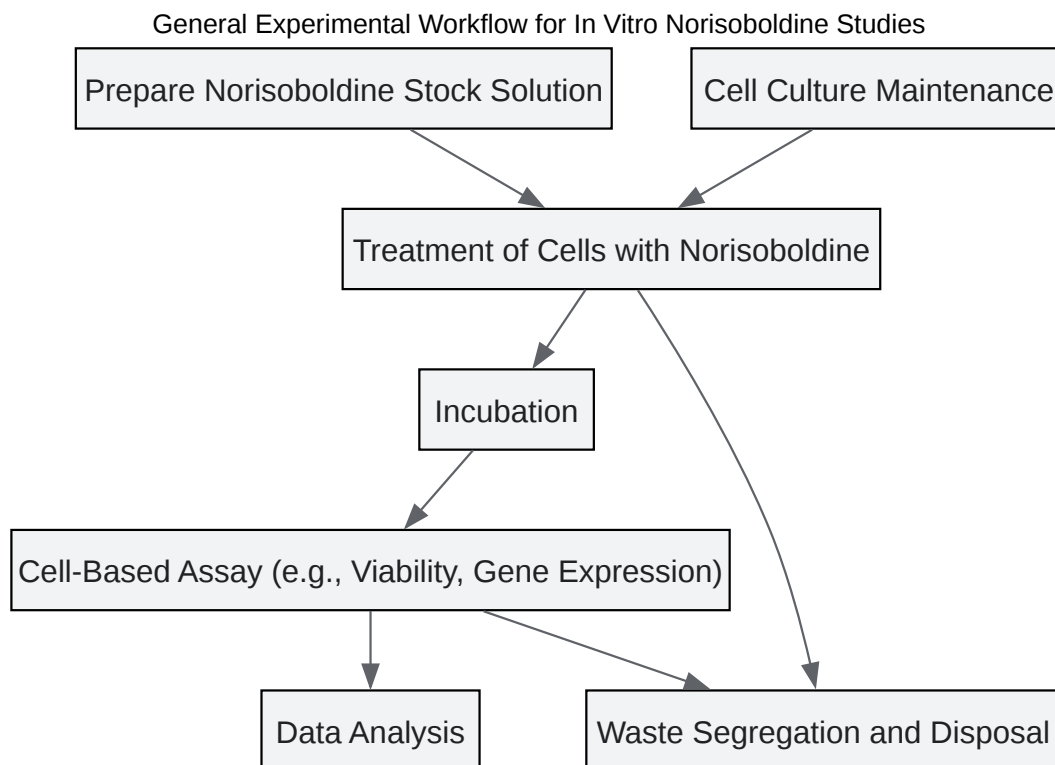 General Experimental Workflow for In Vitro Norisoboldine Studies
Prepare Norisoboldine Stock Solution
Cell Culture Maintenance
Treatment of Cells with Norisoboldine
Incubation
Cell-Based Assay (e.g., Viability, Gene Expression)
Data Analysis
Waste Segregation and Disposal